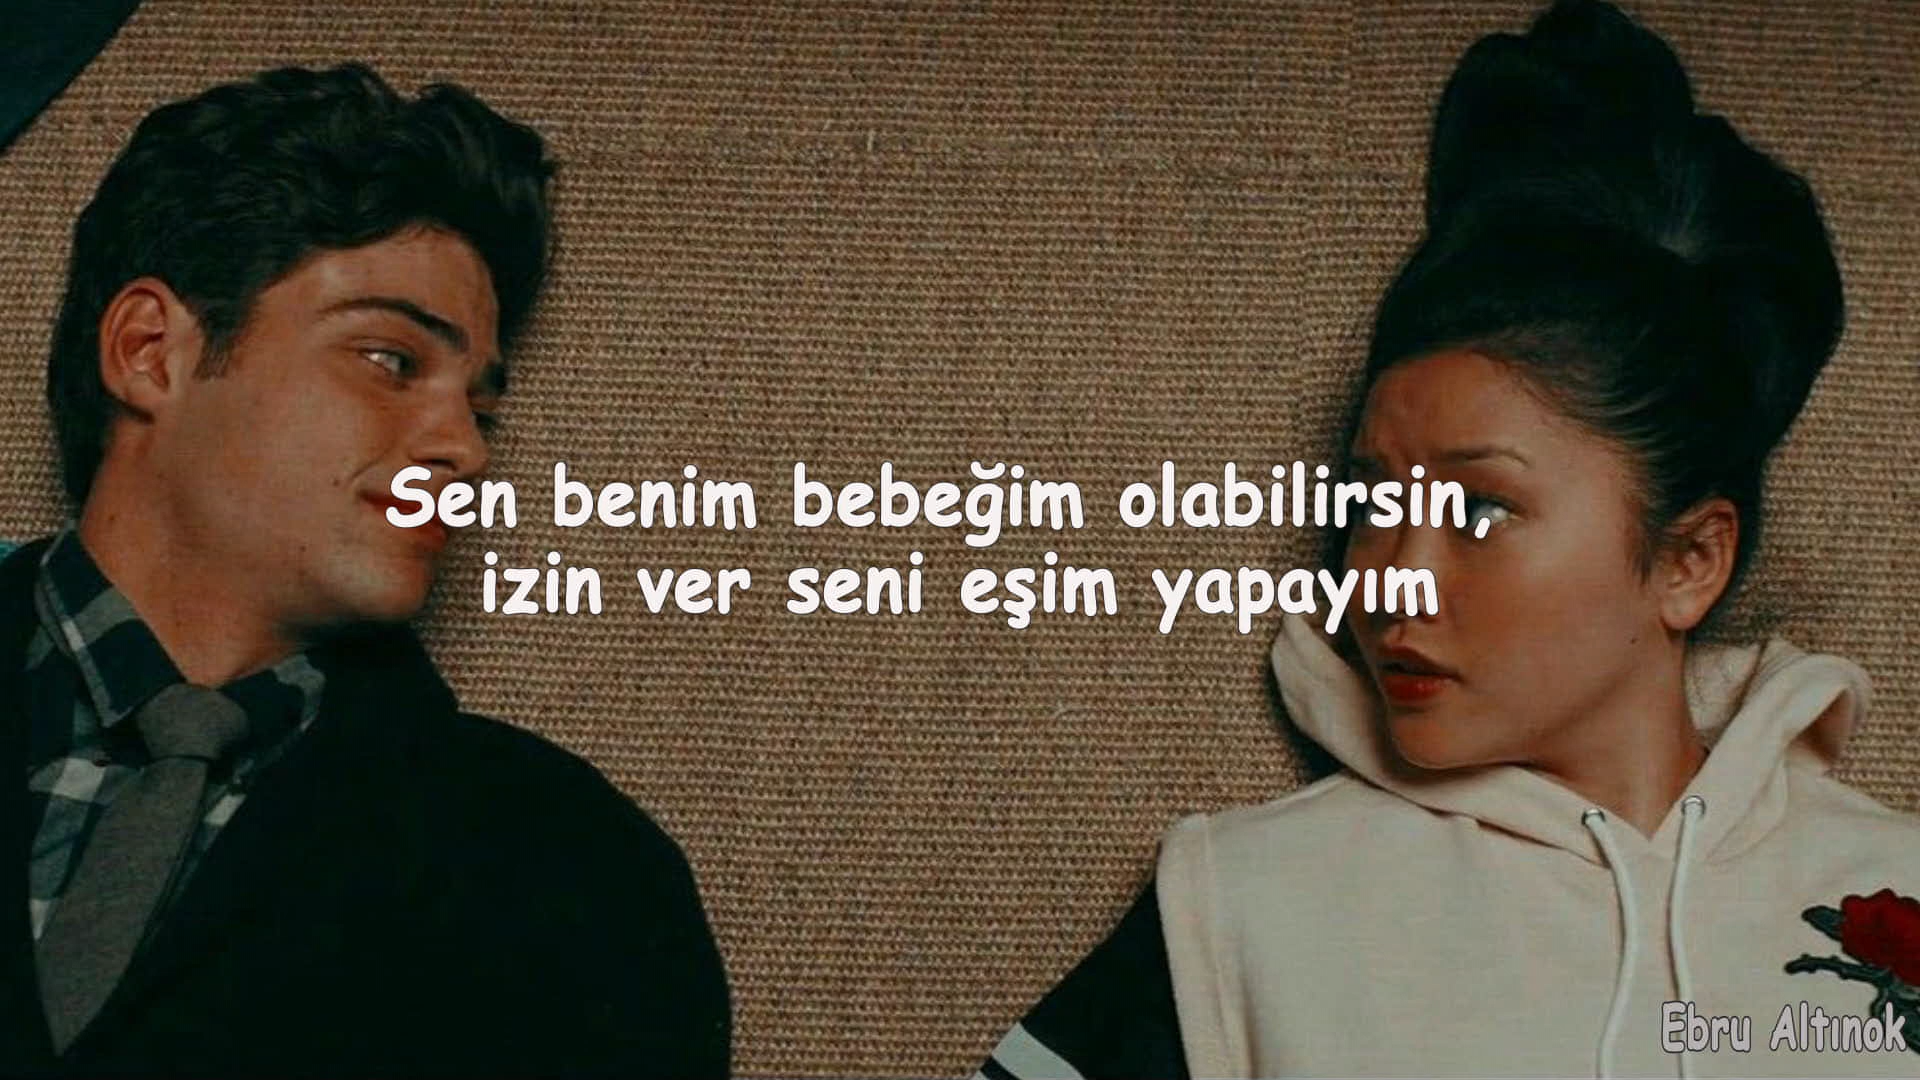 Sen benim bebeğim olabilirsin,
izin ver seni eşim yapayım
Ebru Altınok